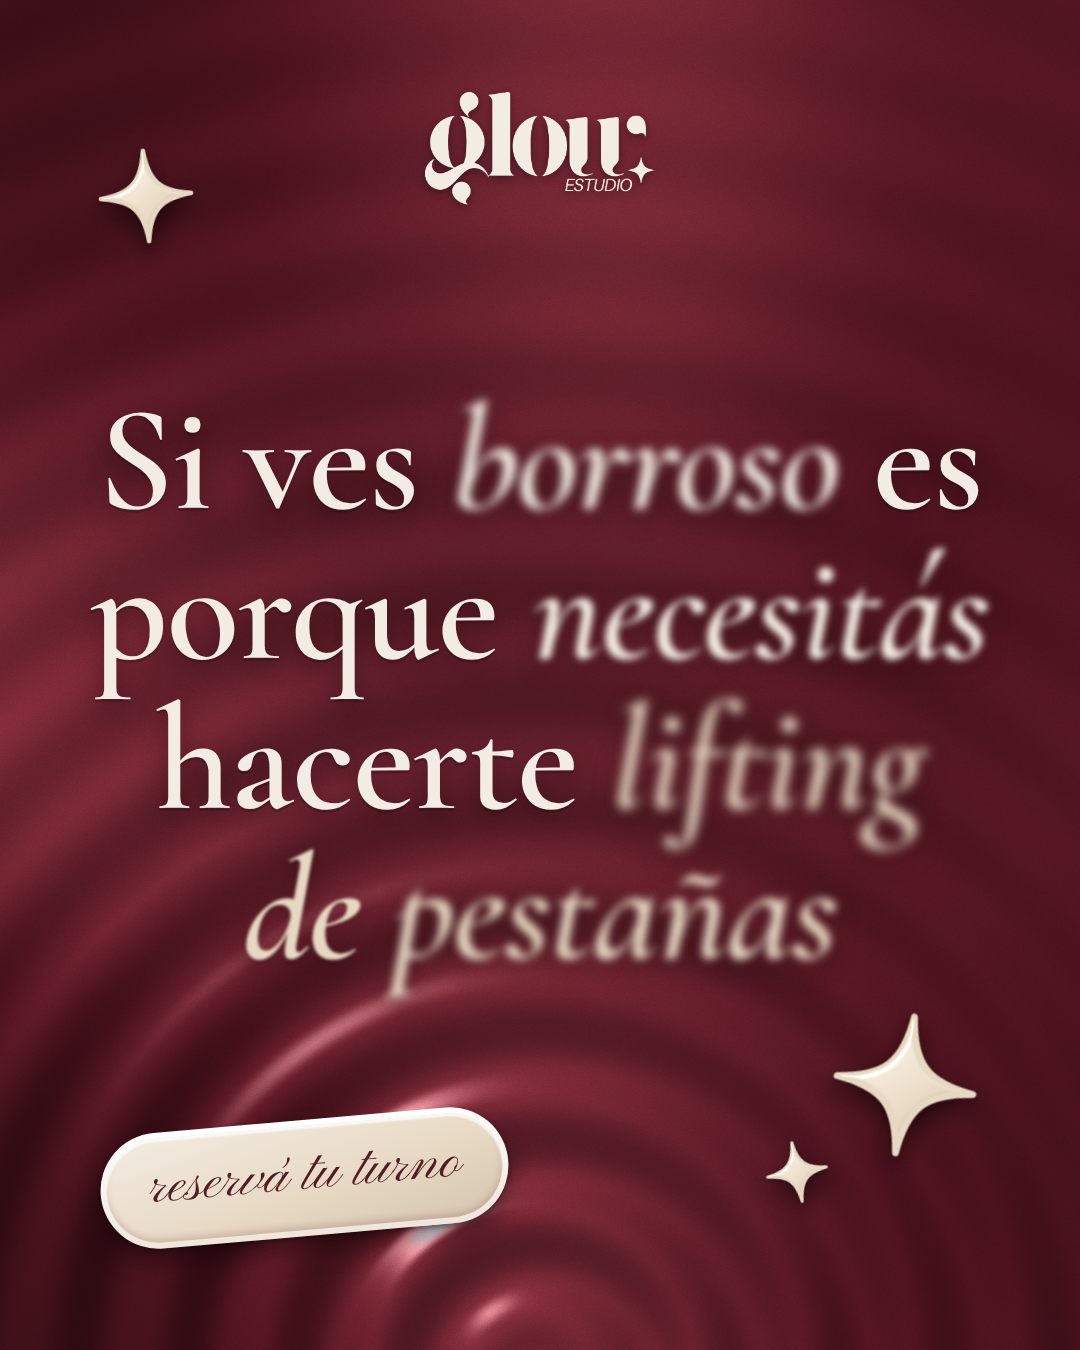 glow
ESTUDIO
Si ves borroso es
porque necesitás
hacerte lifting
de pestañas
reservá tu turno